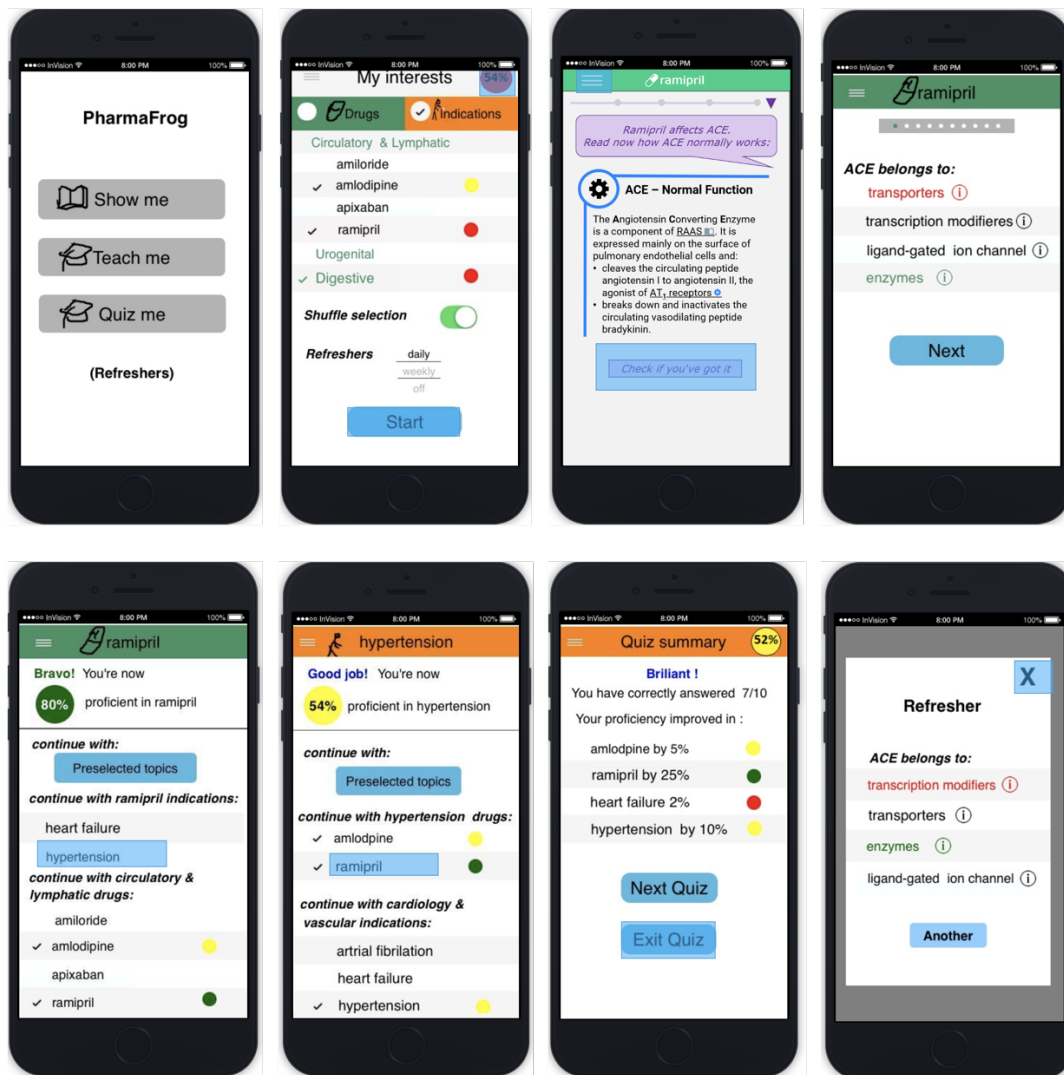 ●●●●○ InVision 8:00 PM 100%
PharmaFrog
Show me
Teach me
Quiz me
(Refreshers)
●●●●○ InVision 8:00 PM 100%
My interests 54%
Drugs Indications
Circulatory & Lymphatic
amiloride
amlodipine
apixaban
ramipril
Urogenital
Digestive
Shuffle selection
Refreshers daily
weekly
off
Start
●●●●○ InVision 8:00 PM 100%
ramipril
Ramipril affects ACE.
Read now how ACE normally works:
ACE – Normal Function
The Angiotensin Converting Enzyme
is a component of RAAS. It is
expressed mainly on the surface of
pulmonary endothelial cells and:
• cleaves the circulating peptide
angiotensin I to angiotensin II, the
agonist of AT1 receptors
• breaks down and inactivates the
circulating vasodilating peptide
bradykinin.
Check if you've got it
●●●●○ InVision 8:00 PM 100%
ramipril
ACE belongs to:
transporters i
transcription modifieres i
ligand-gated ion channel i
enzymes i
Next
●●●●○ InVision 8:00 PM 100%
ramipril
Bravo! You're now
80% proficient in ramipril
continue with:
Preselected topics
continue with ramipril indications:
heart failure
hypertension
continue with circulatory &
lymphatic drugs:
amiloride
amlodipine
apixaban
ramipril
●●●●○ InVision 8:00 PM 100%
hypertension
Good job! You're now
54% proficient in hypertension
continue with:
Preselected topics
continue with hypertension drugs:
amlodpine
ramipril
continue with cardiology &
vascular indications:
artrial fibrilation
heart failure
hypertension
●●●●○ InVision 8:00 PM 100%
Quiz summary 52%
Briliant !
You have correctly answered 7/10
Your proficiency improved in :
amlodpine by 5%
ramipril by 25%
heart failure 2%
hypertension by 10%
Next Quiz
Exit Quiz
●●●●○ InVision 8:00 PM 100%
X
Refresher
ACE belongs to:
transcription modifiers i
transporters i
enzymes i
ligand-gated ion channel i
Another